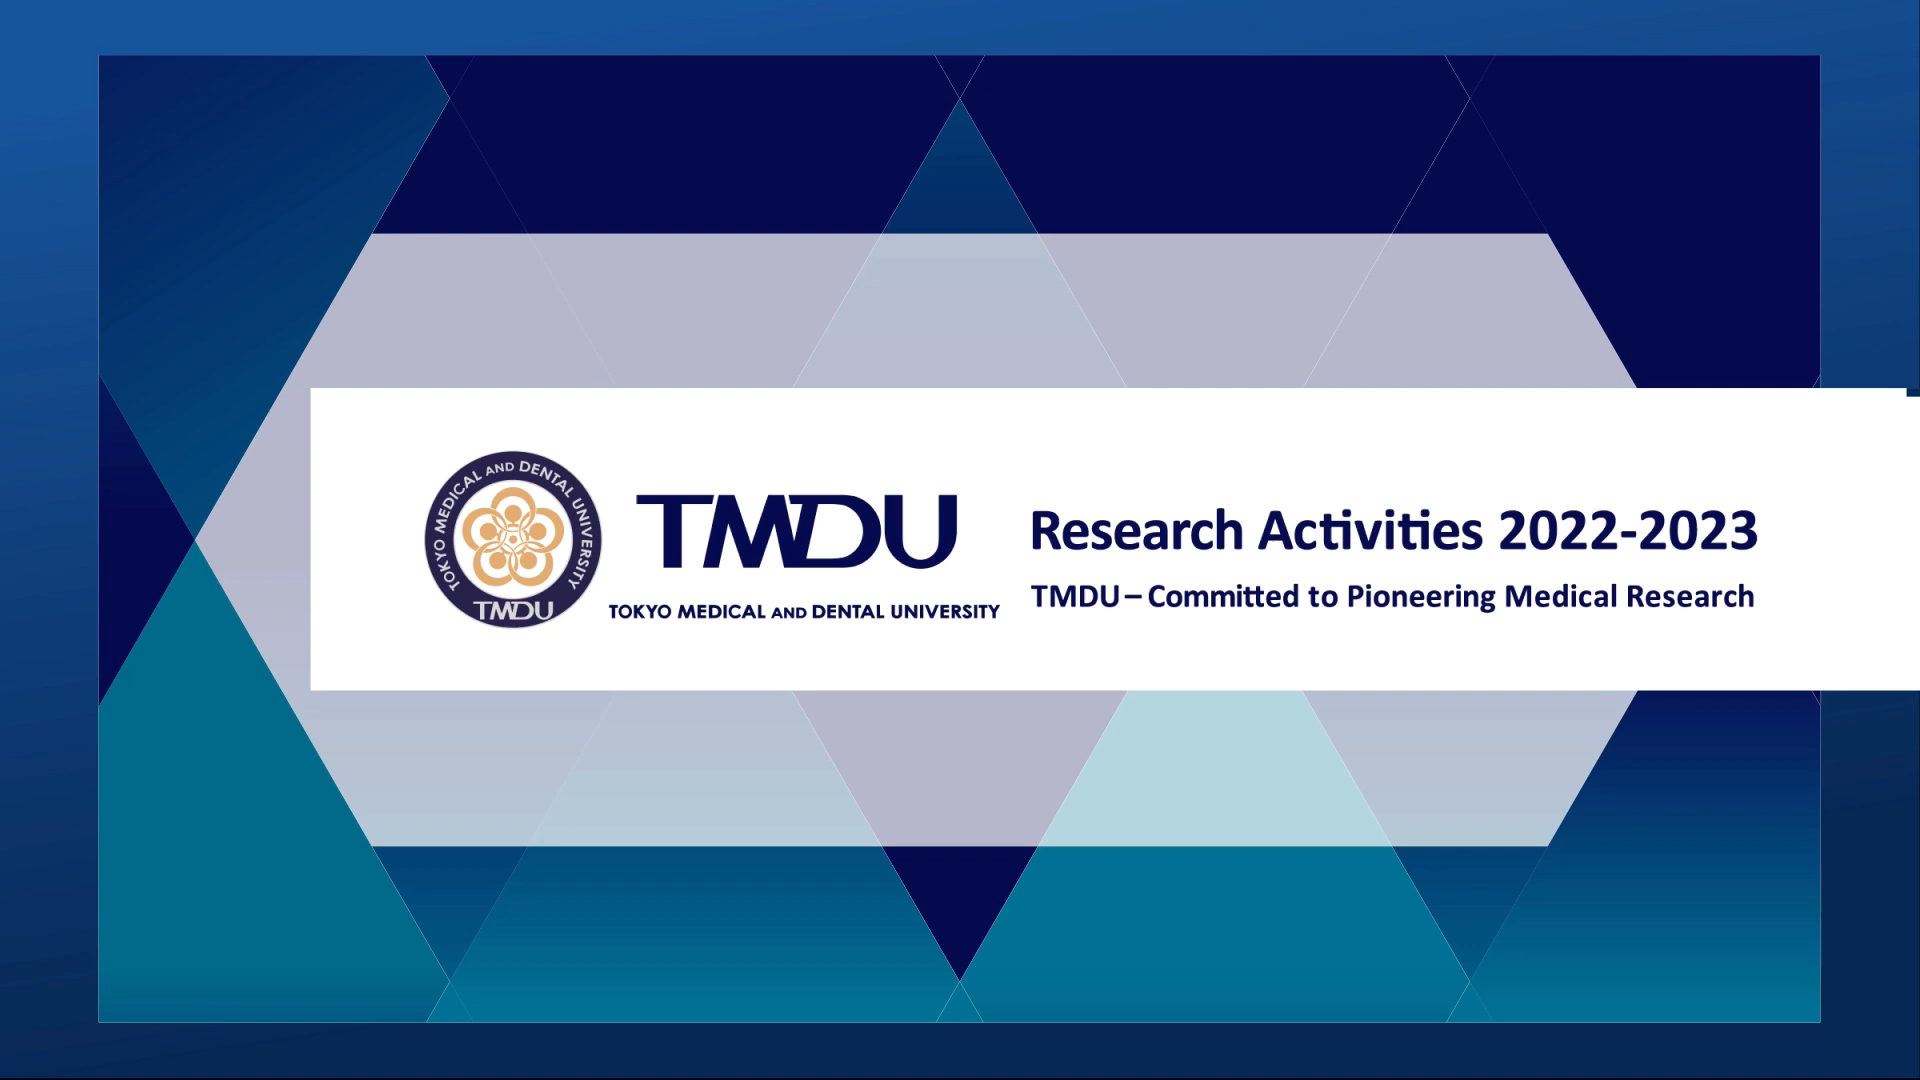 TOKYO MEDICAL AND DENTAL UNIVERSITY
TMDU
TMDU
TOKYO MEDICAL AND DENTAL UNIVERSITY
Research Activities 2022-2023
TMDU – Committed to Pioneering Medical Research